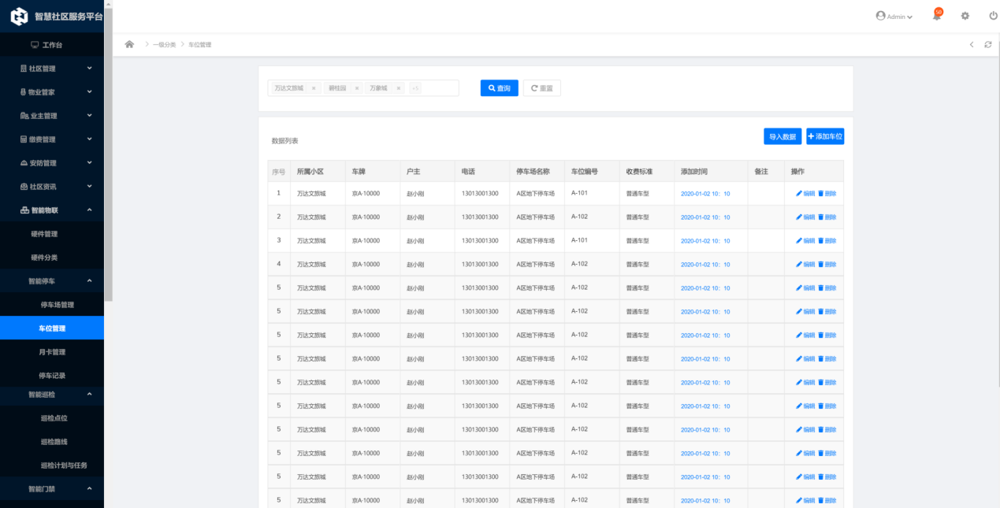 智慧社区服务平台
Admin
50
工作台
一级分类 > 车位管理
社区管理
物业管家
业主管理
缴费管理
安防管理
社区资讯
智能物联
硬件管理
硬件分类
智能停车
停车场管理
车位管理
月卡管理
停车记录
智能巡检
巡检点位
巡检路线
巡检计划与任务
智能门禁
万达文旅城 × 碧桂园 × 万象城 × +5
查询 重置
数据列表
导入数据 +添加车位
序号 所属小区 车牌 户主 电话 停车场名称 车位编号 收费标准 添加时间 备注 操作
1 万达文旅城 京A·10000 赵小刚 13013001300 A区地下停车场 A-101 普通车型 2020-01-02 10：10 编辑 删除
2 万达文旅城 京A·10000 赵小刚 13013001300 A区地下停车场 A-102 普通车型 2020-01-02 10：10 编辑 删除
3 万达文旅城 京A·10000 赵小刚 13013001300 A区地下停车场 A-101 普通车型 2020-01-02 10：10 编辑 删除
4 万达文旅城 京A·10000 赵小刚 13013001300 A区地下停车场 A-102 普通车型 2020-01-02 10：10 编辑 删除
5 万达文旅城 京A·10000 赵小刚 13013001300 A区地下停车场 A-102 普通车型 2020-01-02 10：10 编辑 删除
5 万达文旅城 京A·10000 赵小刚 13013001300 A区地下停车场 A-102 普通车型 2020-01-02 10：10 编辑 删除
5 万达文旅城 京A·10000 赵小刚 13013001300 A区地下停车场 A-102 普通车型 2020-01-02 10：10 编辑 删除
5 万达文旅城 京A·10000 赵小刚 13013001300 A区地下停车场 A-102 普通车型 2020-01-02 10：10 编辑 删除
5 万达文旅城 京A·10000 赵小刚 13013001300 A区地下停车场 A-102 普通车型 2020-01-02 10：10 编辑 删除
5 万达文旅城 京A·10000 赵小刚 13013001300 A区地下停车场 A-102 普通车型 2020-01-02 10：10 编辑 删除
5 万达文旅城 京A·10000 赵小刚 13013001300 A区地下停车场 A-102 普通车型 2020-01-02 10：10 编辑 删除
5 万达文旅城 京A·10000 赵小刚 13013001300 A区地下停车场 A-102 普通车型 2020-01-02 10：10 编辑 删除
5 万达文旅城 京A·10000 赵小刚 13013001300 A区地下停车场 A-102 普通车型 2020-01-02 10：10 编辑 删除
5 万达文旅城 京A·10000 赵小刚 13013001300 A区地下停车场 A-102 普通车型 2020-01-02 10：10 编辑 删除